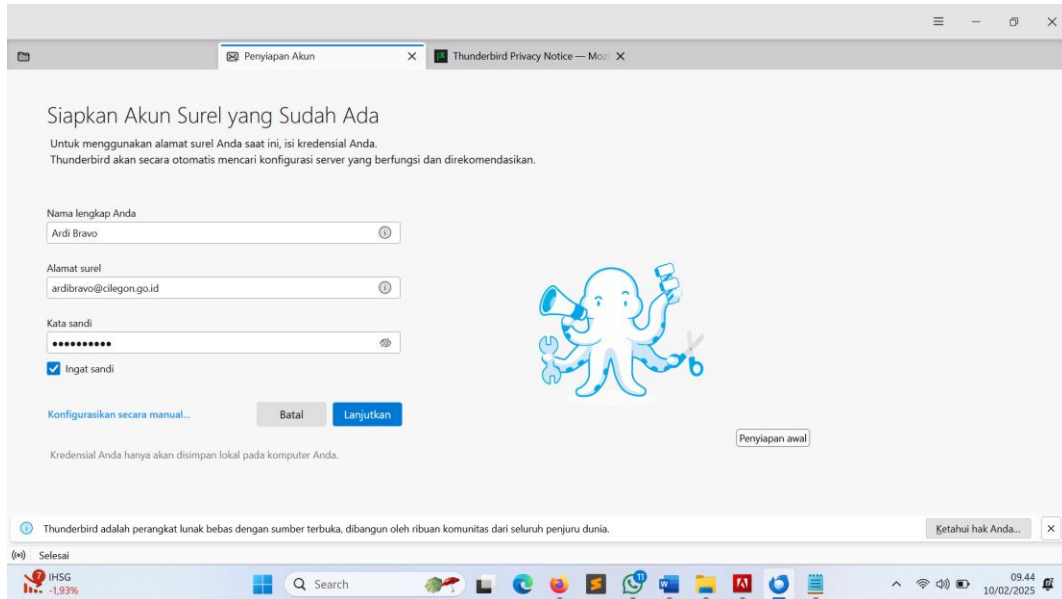 Penyiapan Akun
Thunderbird Privacy Notice — Mozi
Siapkan Akun Surel yang Sudah Ada
Untuk menggunakan alamat surel Anda saat ini, isi kredensial Anda.
Thunderbird akan secara otomatis mencari konfigurasi server yang berfungsi dan direkomendasikan.
Nama lengkap Anda
Ardi Bravo
Alamat surel
ardibravo@cilegon.go.id
Kata sandi
••••••••••
Ingat sandi
Konfigurasikan secara manual...
Batal
Lanjutkan
Penyiapan awal
Kredensial Anda hanya akan disimpan lokal pada komputer Anda.
Thunderbird adalah perangkat lunak bebas dengan sumber terbuka, dibangun oleh ribuan komunitas dari seluruh penjuru dunia.
Ketahui hak Anda...
Selesai
7
IHSG
-1,93%
Search
11
09.44
10/02/2025